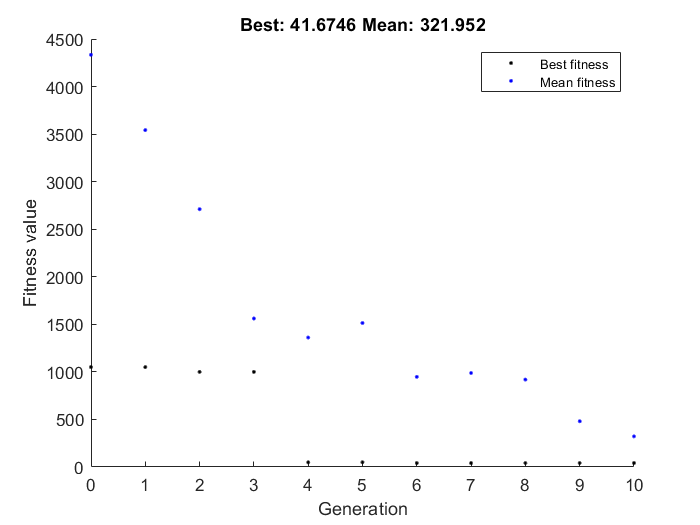 Best: 41.6746 Mean: 321.952
4500
4000
3500
3000
2500
2000
1500
1000
500
0
Fitness value
Best fitness
Mean fitness
0 1 2 3 4 5 6 7 8 9 10
Generation